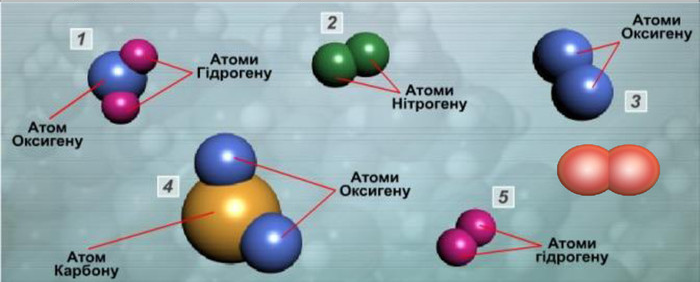 1
Атоми
Гідрогену
Атом
Оксигену
2
Атоми
Нітрогену
Атоми
Оксигену
3
4
Атоми
Оксигену
Атом
Карбону
5
Атоми
гідрогену